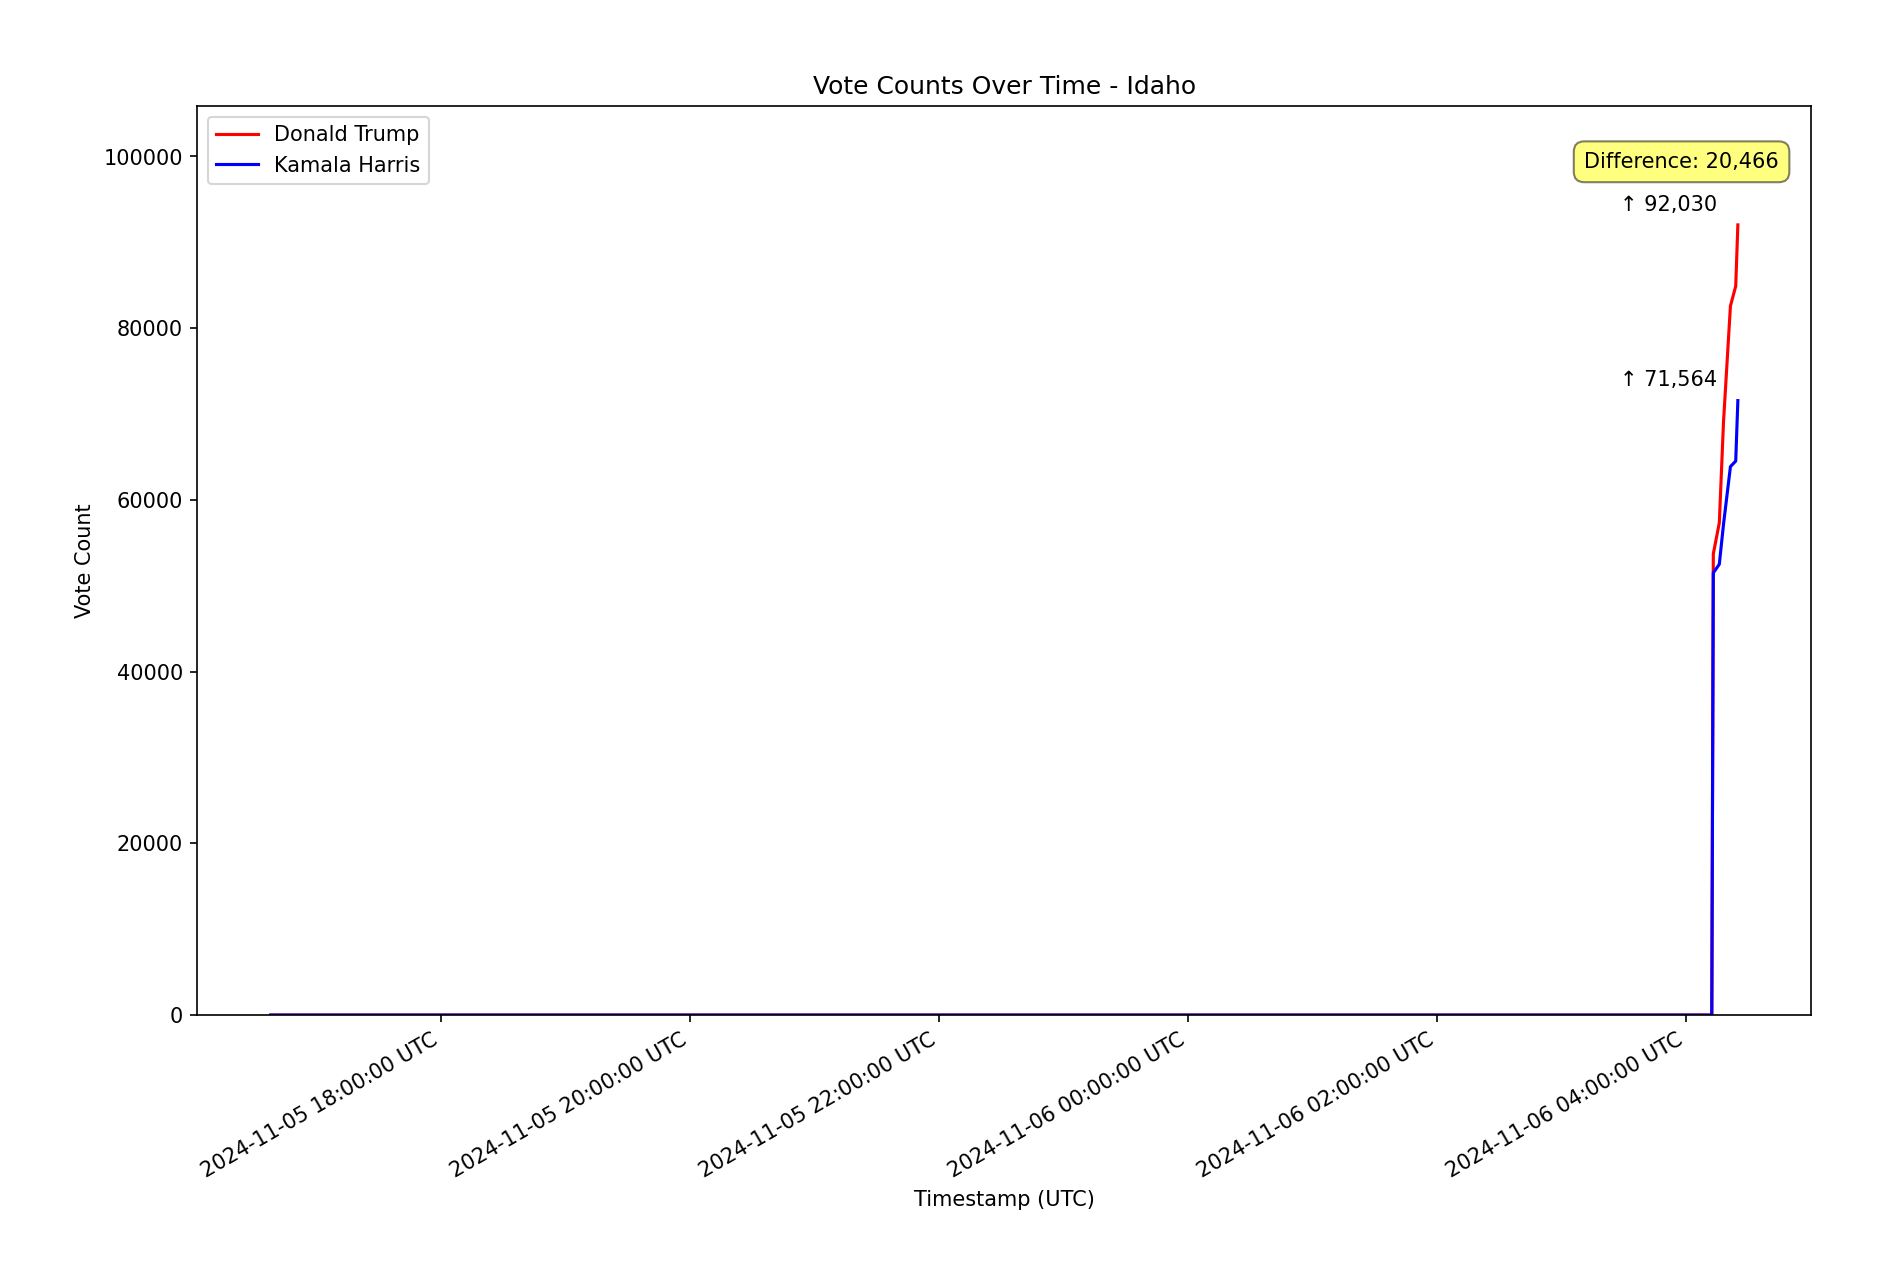 Vote Counts Over Time - Idaho
Donald Trump
Kamala Harris
Difference: 20,466
↑ 92,030
↑ 71,564
100000
80000
60000
40000
20000
0
Vote Count
2024-11-05 18:00:00 UTC
2024-11-05 20:00:00 UTC
2024-11-05 22:00:00 UTC
2024-11-06 00:00:00 UTC
2024-11-06 02:00:00 UTC
2024-11-06 04:00:00 UTC
Timestamp (UTC)